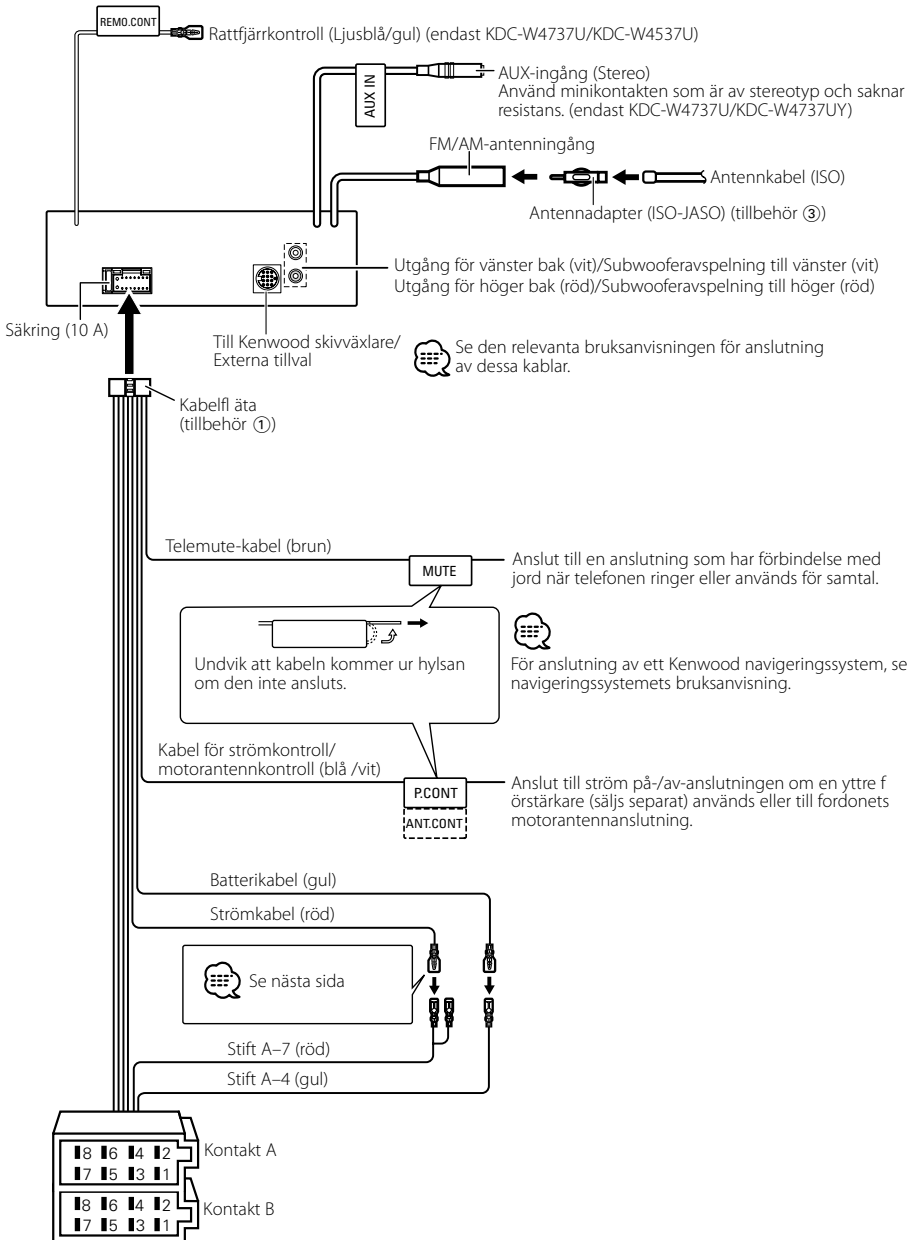 REMO.CONT
Rattfjärrkontroll (Ljusblå/gul) (endast KDC-W4737U/KDC-W4537U)
AUX IN
AUX-ingång (Stereo)
Använd minikontakten som är av stereotyp och saknar
resistans. (endast KDC-W4737U/KDC-W4737UY)
FM/AM-antenningång
Antennkabel (ISO)
Antennadapter (ISO-JASO) (tillbehör ③)
Utgång för vänster bak (vit)/Subwooferavspelning till vänster (vit)
Utgång för höger bak (röd)/Subwooferavspelning till höger (röd)
Säkring (10 A)
Till Kenwood skivväxlare/
Externa tillval
Se den relevanta bruksanvisningen för anslutning
av dessa kablar.
Kabelfl äta
(tillbehör ①)
Telemute-kabel (brun)
MUTE
Anslut till en anslutning som har förbindelse med
jord när telefonen ringer eller används för samtal.
Undvik att kabeln kommer ur hylsan
om den inte ansluts.
För anslutning av ett Kenwood navigeringssystem, se
navigeringssystemets bruksanvisning.
Kabel för strömkontroll/
motorantennkontroll (blå /vit)
P.CONT
ANT.CONT
Anslut till ström på-/av-anslutningen om en yttre f
örstärkare (säljs separat) används eller till fordonets
motorantennanslutning.
Batterikabel (gul)
Strömkabel (röd)
Se nästa sida
Stift A–7 (röd)
Stift A–4 (gul)
8 6 4 2
7 5 3 1
Kontakt A
8 6 4 2
7 5 3 1
Kontakt B